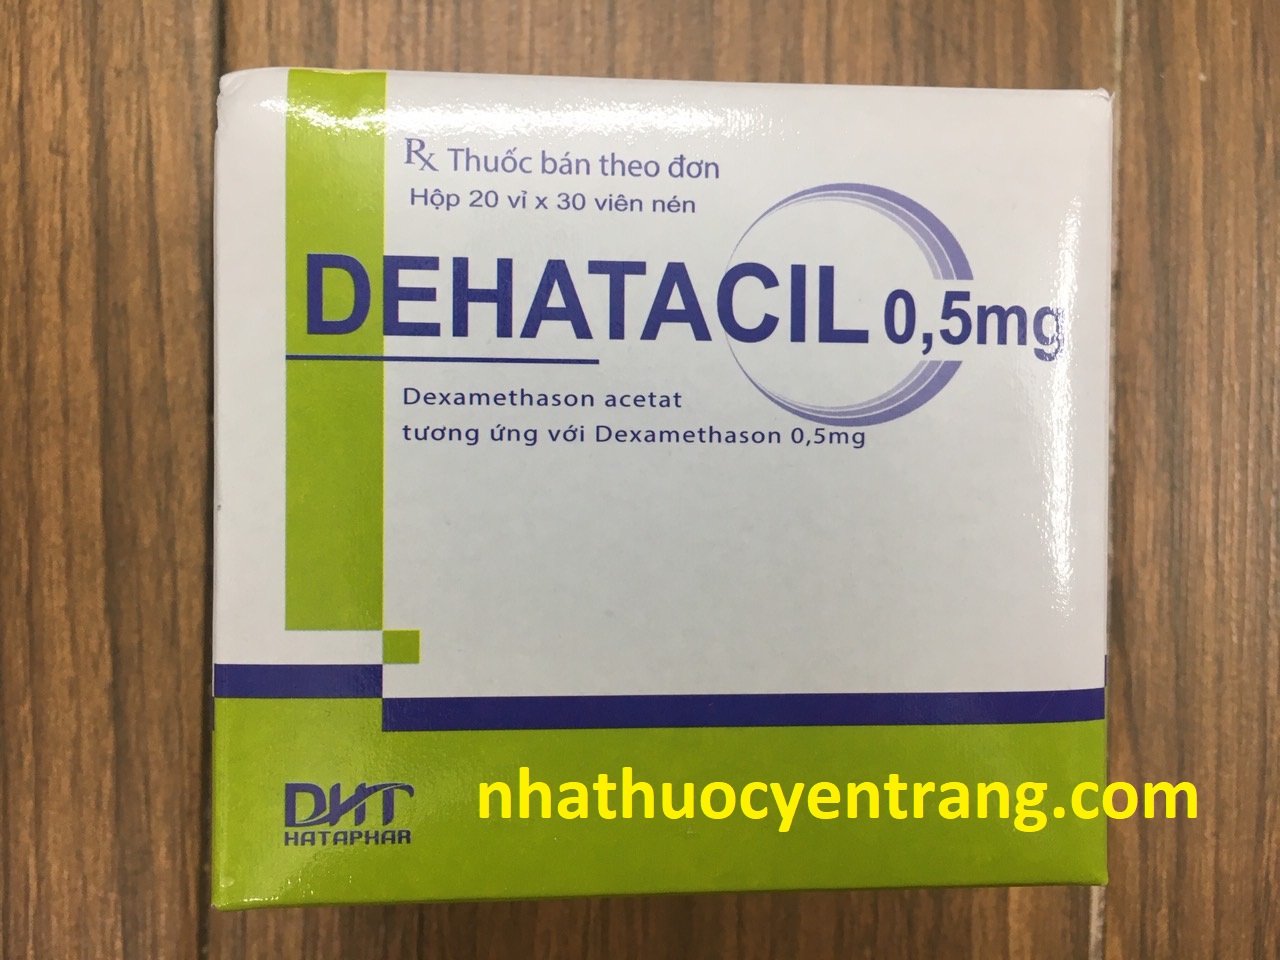 Rx Thuốc bán theo đơn
Hộp 20 vỉ x 30 viên nén
DEHATACIL 0,5mg
Dexamethason acetat
tương ứng với Dexamethason 0,5mg
DHT
HATAPHAR
nhathuocyentrang.com